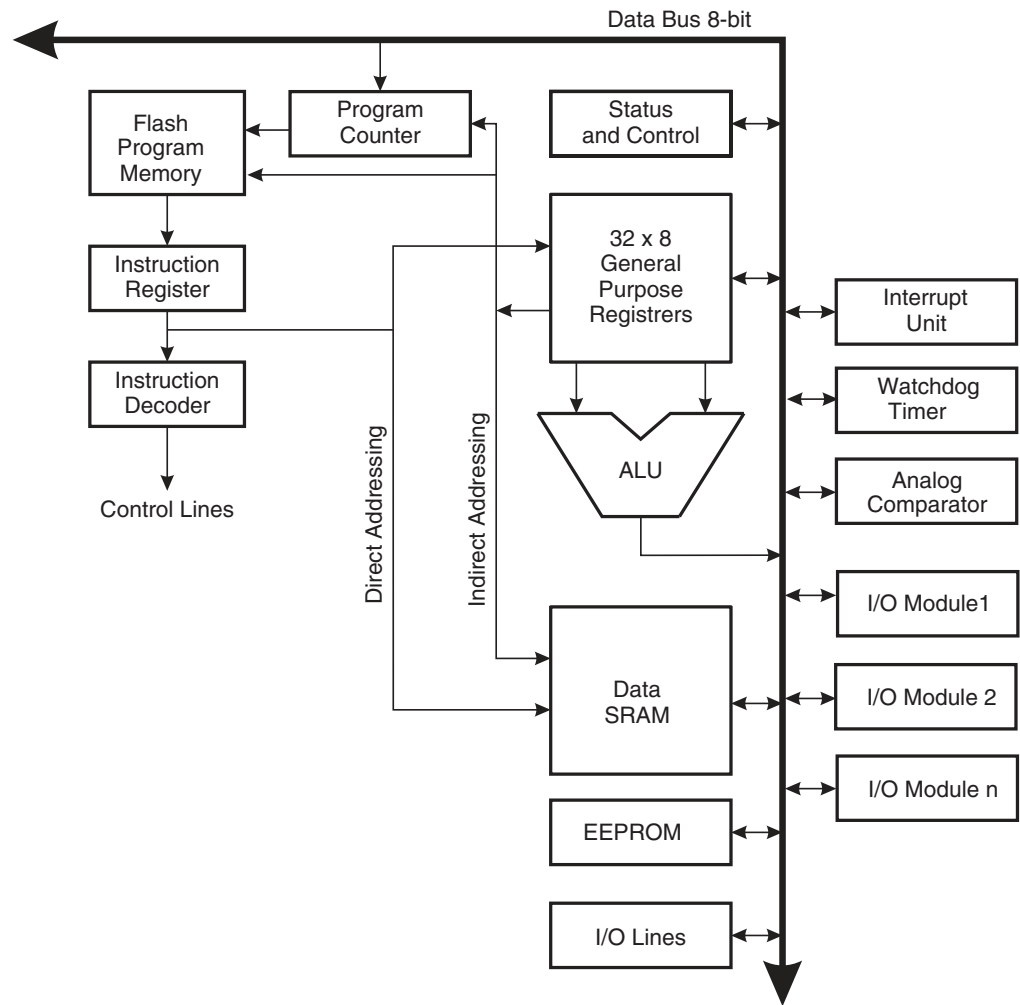 Data Bus 8-bit
Flash
Program
Memory
Program
Counter
Status
and Control
32 x 8
General
Purpose
Registrers
Instruction
Register
Instruction
Decoder
Control Lines
Direct Addressing
Indirect Addressing
ALU
Interrupt
Unit
Watchdog
Timer
Analog
Comparator
I/O Module1
Data
SRAM
I/O Module 2
I/O Module n
EEPROM
I/O Lines